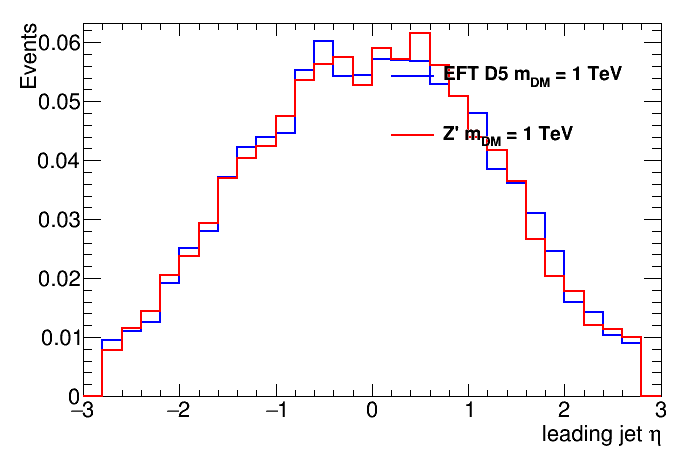 Events
0.06
0.05
0.04
0.03
0.02
0.01
0
EFT D5 m_DM = 1 TeV
Z' m_DM = 1 TeV
−3 −2 −1 0 1 2 3
leading jet η